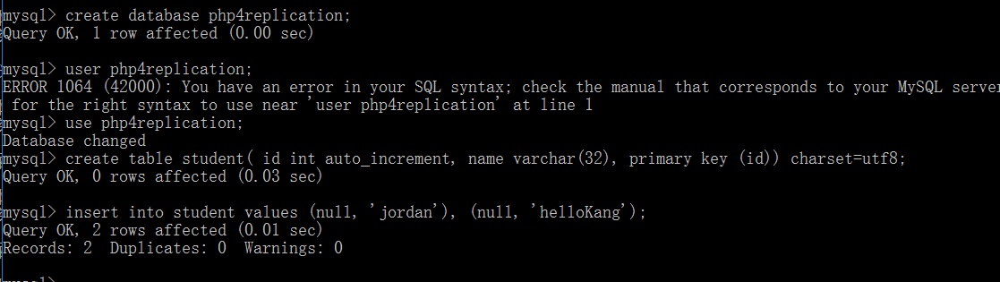 mysql> create database php4replication;
Query OK, 1 row affected (0.00 sec)
mysql> user php4replication;
ERROR 1064 (42000): You have an error in your SQL syntax; check the manual that corresponds to your MySQL server
for the right syntax to use near 'user php4replication' at line 1
mysql> use php4replication;
Database changed
mysql> create table student( id int auto_increment, name varchar(32), primary key (id)) charset=utf8;
Query OK, 0 rows affected (0.03 sec)
mysql> insert into student values (null, 'jordan'), (null, 'helloKang');
Query OK, 2 rows affected (0.01 sec)
Records: 2  Duplicates: 0  Warnings: 0
mysql>